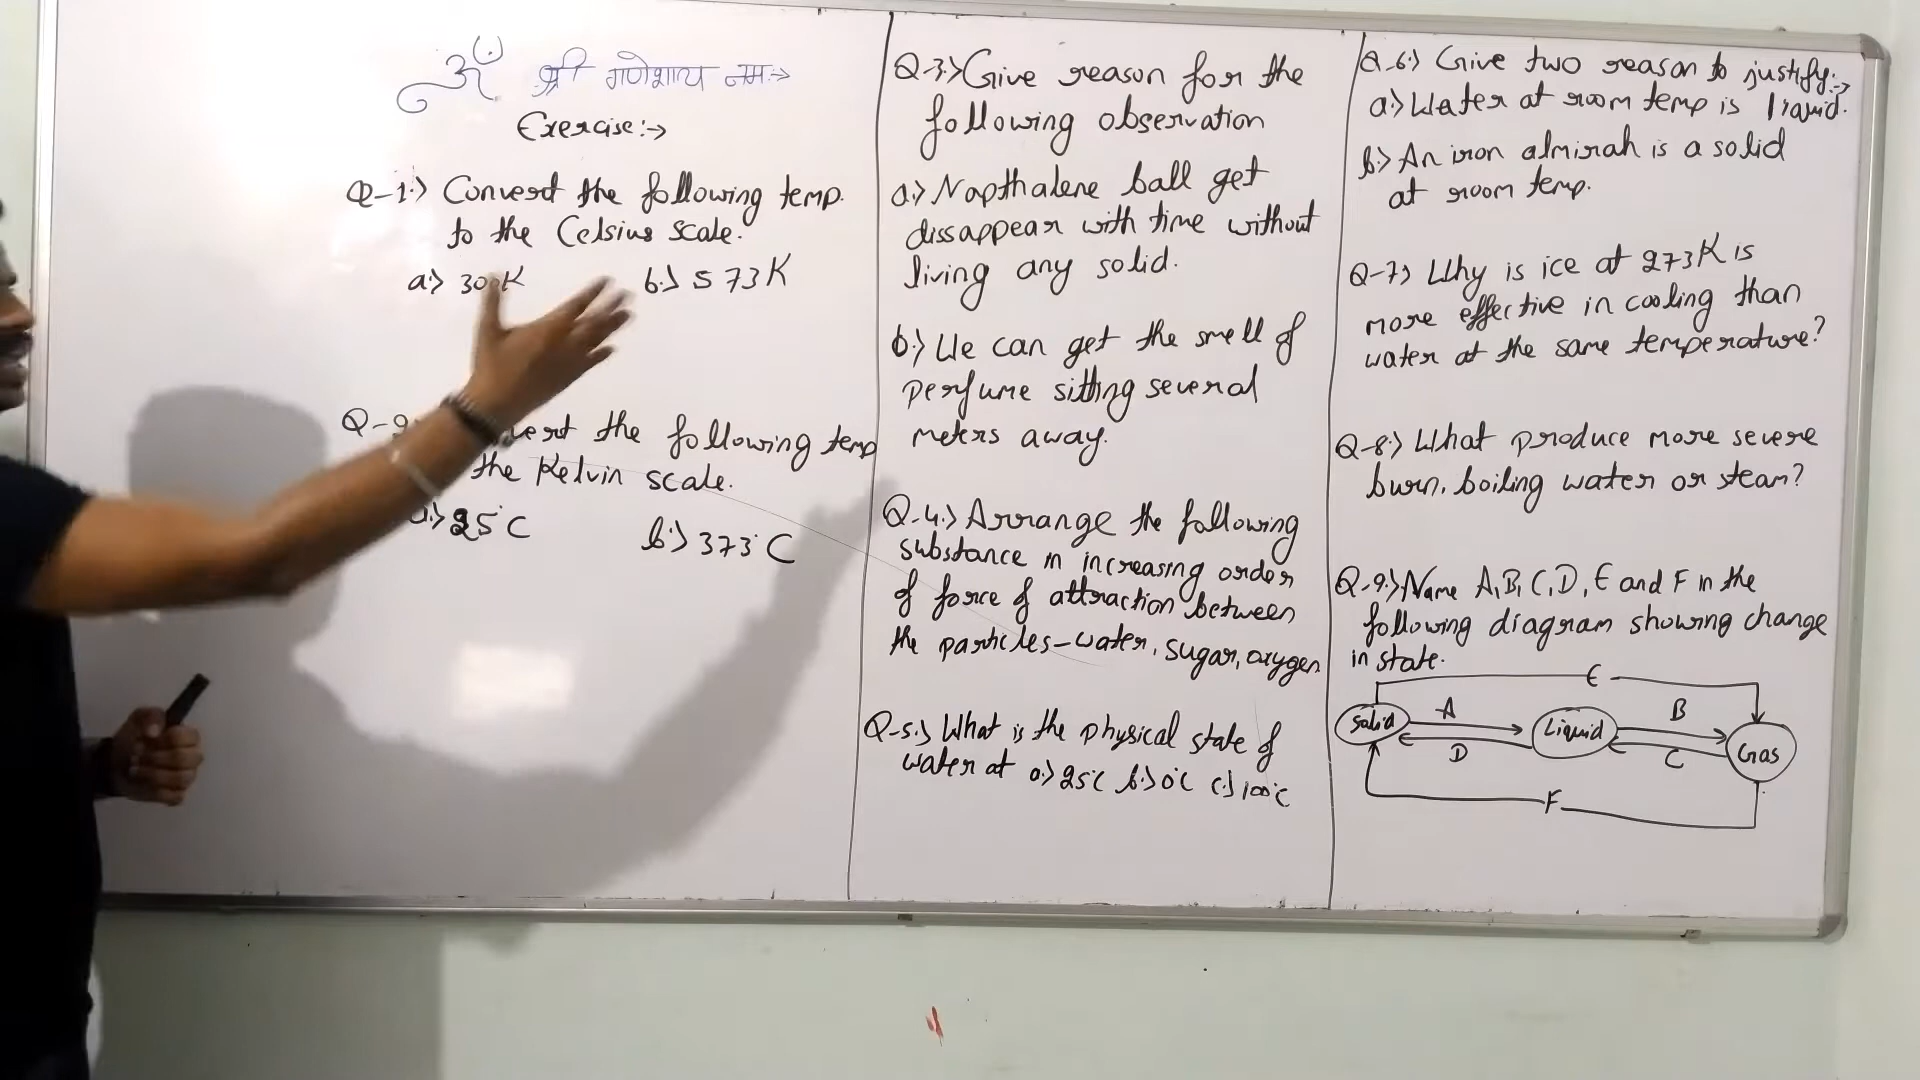 ॐ श्री गणेशाय नमः→
Exercise:→
Q-1:> Convert the following temp.
to the Celsius scale.
a:> 300K b:> 573K
the following temp
the Kelvin scale.
a:> 25°C b:> 373°C
Q-3:> Give reason for the
following observation
a:> Napthalene ball get
dissappear with time without
living any solid.
b:> We can get the smell of
perfume sitting several
meters away.
Q-4:> Arrange the following
substance in increasing order
of force of attraction between
the particles-water, sugar, oxygen
Q-5:> What is the physical state of
water at a:> 25°C b:> 0°C c:> 100°C
Q-6:> Give two reason to justify:→
a:> Water at room temp is liquid.
b:> An iron almirah is a solid
at room temp.
Q-7> Why is ice at 273K is
more effective in cooling than
water at the same temperature?
Q-8:> What produce more severe
burn, boiling water or steam?
Q-9:> Name A, B, C, D, E and F in the
following diagram showing change
in state.
E
Solid A Liquid B Gas
D C
F